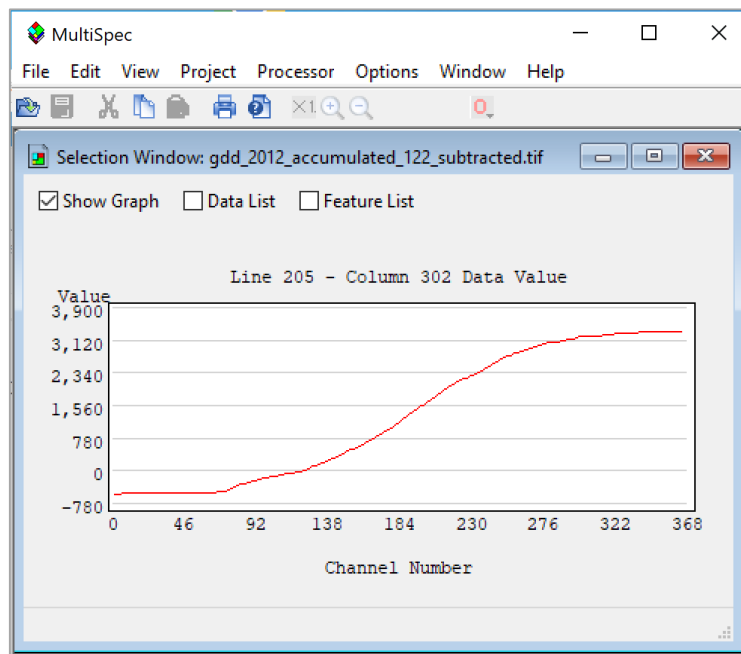 MultiSpec
File Edit View Project Processor Options Window Help
×1
0
Selection Window: gdd_2012_accumulated_122_subtracted.tif
Show Graph Data List Feature List
Line 205 - Column 302 Data Value
Value
3,900
3,120
2,340
1,560
780
0
-780
0 46 92 138 184 230 276 322 368
Channel Number